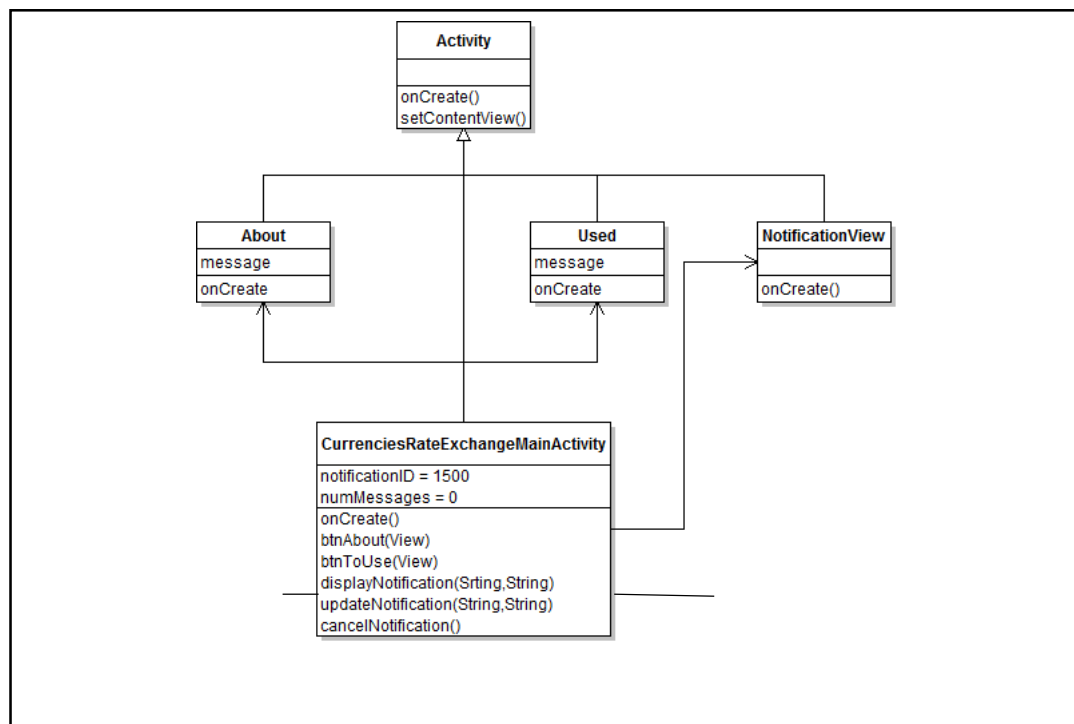 Activity
onCreate()
setContentView()
About
message
onCreate
Used
message
onCreate
NotificationView
onCreate()
CurrenciesRateExchangeMainActivity
notificationID = 1500
numMessages = 0
onCreate()
btnAbout(View)
btnToUse(View)
displayNotification(Srting,String)
updateNotification(String,String)
cancelNotification()